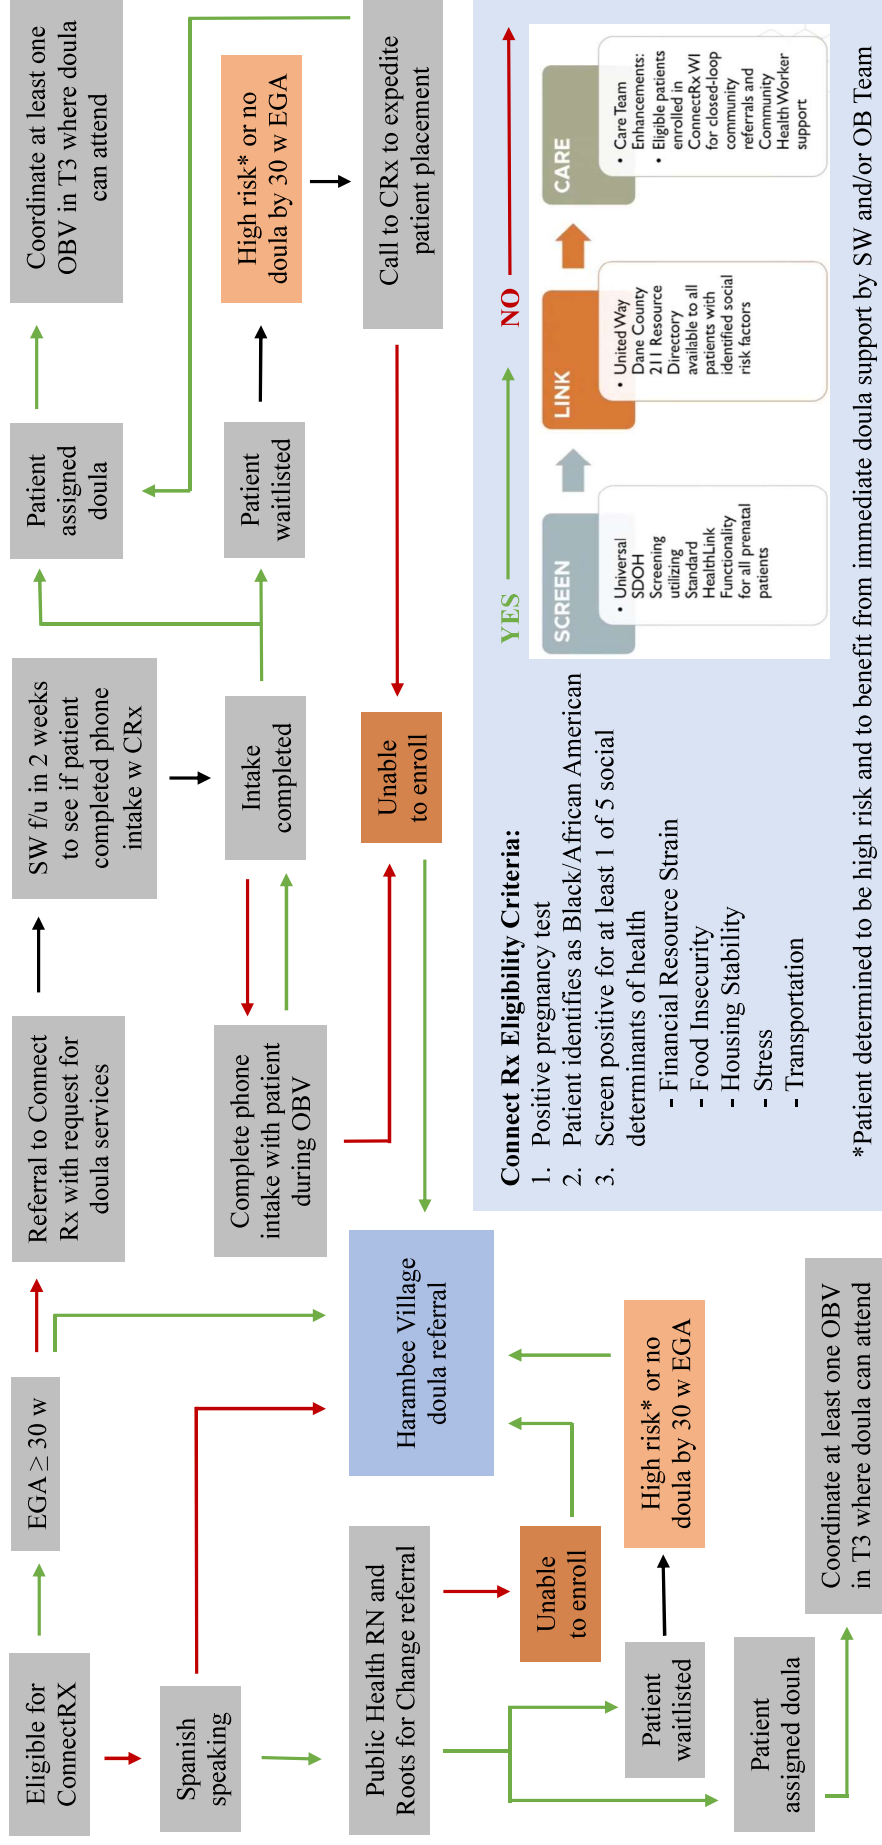 Eligible for
ConnectRX
EGA ≥ 30 w
Referral to Connect
Rx with request for
doula services
SW f/u in 2 weeks
to see if patient
completed phone
intake w CRx
Patient
assigned
doula
Coordinate at least one
OBV in T3 where doula
can attend
Spanish
speaking
Complete phone
intake with patient
during OBV
Intake
completed
Patient
waitlisted
High risk* or no
doula by 30 w EGA
Public Health RN and
Roots for Change referral
Harambee Village
doula referral
Unable
to enroll
Call to CRx to expedite
patient placement
Unable
to enroll
Patient
waitlisted
High risk* or no
doula by 30 w EGA
Patient
assigned doula
Coordinate at least one OBV
in T3 where doula can attend
Connect Rx Eligibility Criteria:
1. Positive pregnancy test
2. Patient identifies as Black/African American
3. Screen positive for at least 1 of 5 social
determinants of health
- Financial Resource Strain
- Food Insecurity
- Housing Stability
- Stress
- Transportation
YES
NO
SCREEN
• Universal
SDOH
Screening
utilizing
Standard
HealthLink
Functionality
for all prenatal
patients
LINK
• United Way
Dane County
211 Resource
Directory
available to all
patients with
identified social
risk factors
CARE
• Care Team
Enhancements:
• Eligible patients
enrolled in
ConnectRx WI
for closed-loop
community
referrals and
Community
Health Worker
support
*Patient determined to be high risk and to benefit from immediate doula support by SW and/or OB Team